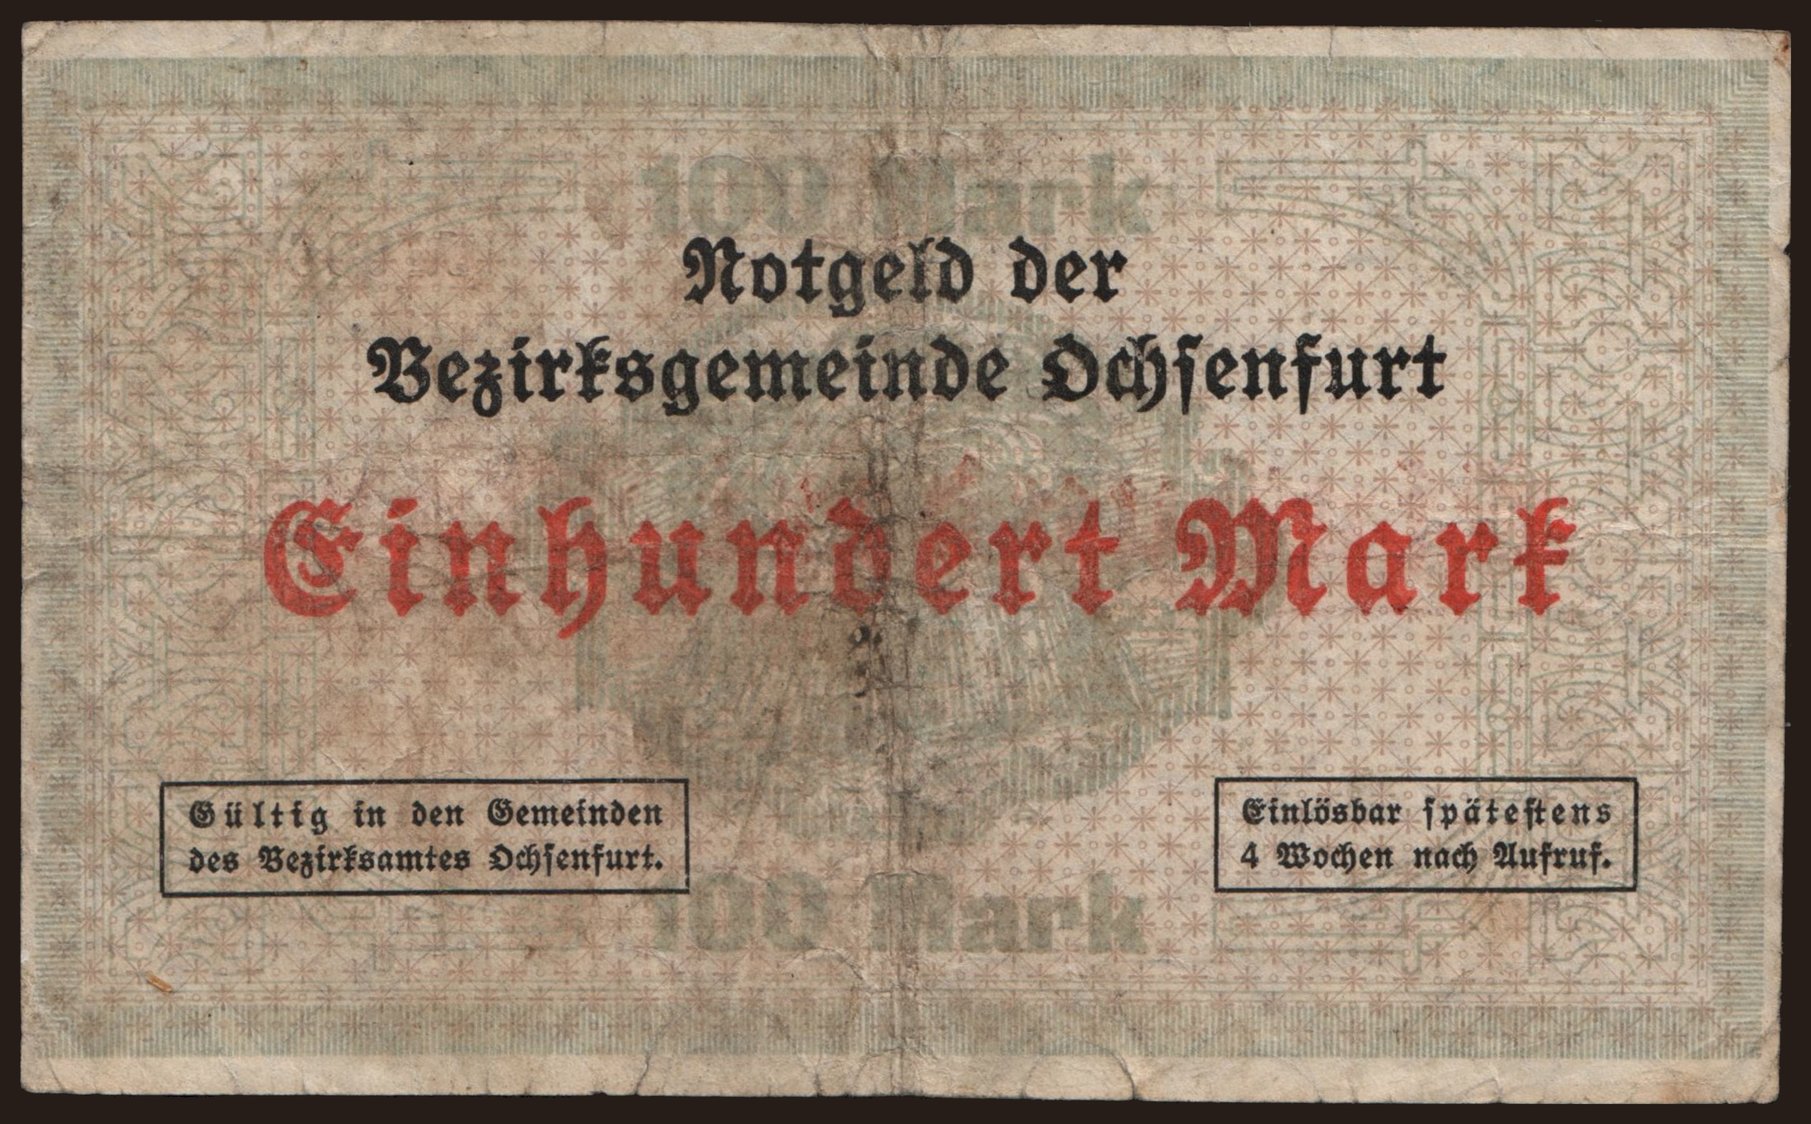 100 Mark
Notgeld der
Bezirksgemeinde Ochsenfurt
Einhundert Mark
Gültig in den Gemeinden
des Bezirksamtes Ochsenfurt.
Einlösbar spätestens
4 Wochen nach Aufruf.
100 Mark